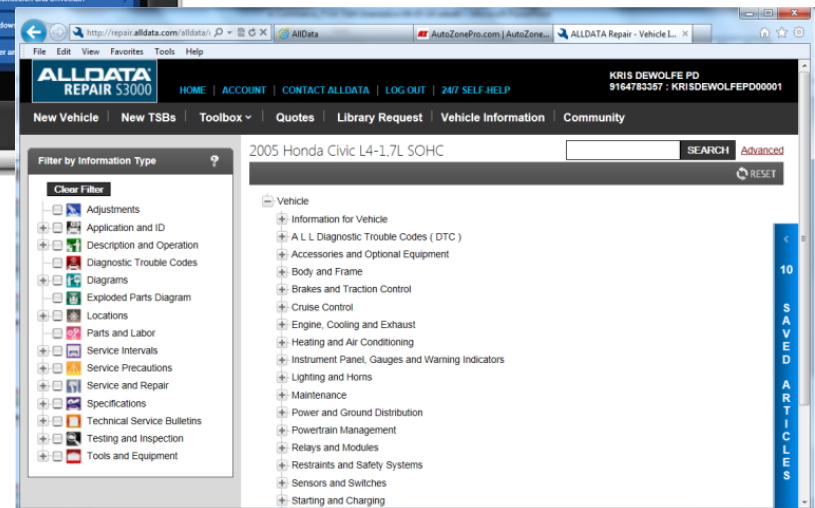 http://repair.alldata.com/alldata/
AllData
AutoZonePro.com | AutoZone...
ALLDATA Repair - Vehicle I...
File Edit View Favorites Tools Help
ALLDATA
REPAIR S3000
HOME | ACCOUNT | CONTACT ALLDATA | LOG OUT | 24/7 SELF-HELP
KRIS DEWOLFE PD
9164783357 : KRISDEWOLFEPD00001
New Vehicle | New TSBs | Toolbox | Quotes | Library Request | Vehicle Information | Community
Filter by Information Type ?
Clear Filter
Adjustments
Application and ID
Description and Operation
Diagnostic Trouble Codes
Diagrams
Exploded Parts Diagram
Locations
Parts and Labor
Service Intervals
Service Precautions
Service and Repair
Specifications
Technical Service Bulletins
Testing and Inspection
Tools and Equipment
2005 Honda Civic L4-1.7L SOHC
SEARCH Advanced
RESET
Vehicle
Information for Vehicle
A L L Diagnostic Trouble Codes ( DTC )
Accessories and Optional Equipment
Body and Frame
Brakes and Traction Control
Cruise Control
Engine, Cooling and Exhaust
Heating and Air Conditioning
Instrument Panel, Gauges and Warning Indicators
Lighting and Horns
Maintenance
Power and Ground Distribution
Powertrain Management
Relays and Modules
Restraints and Safety Systems
Sensors and Switches
Starting and Charging
< 10 SAVED ARTICLES